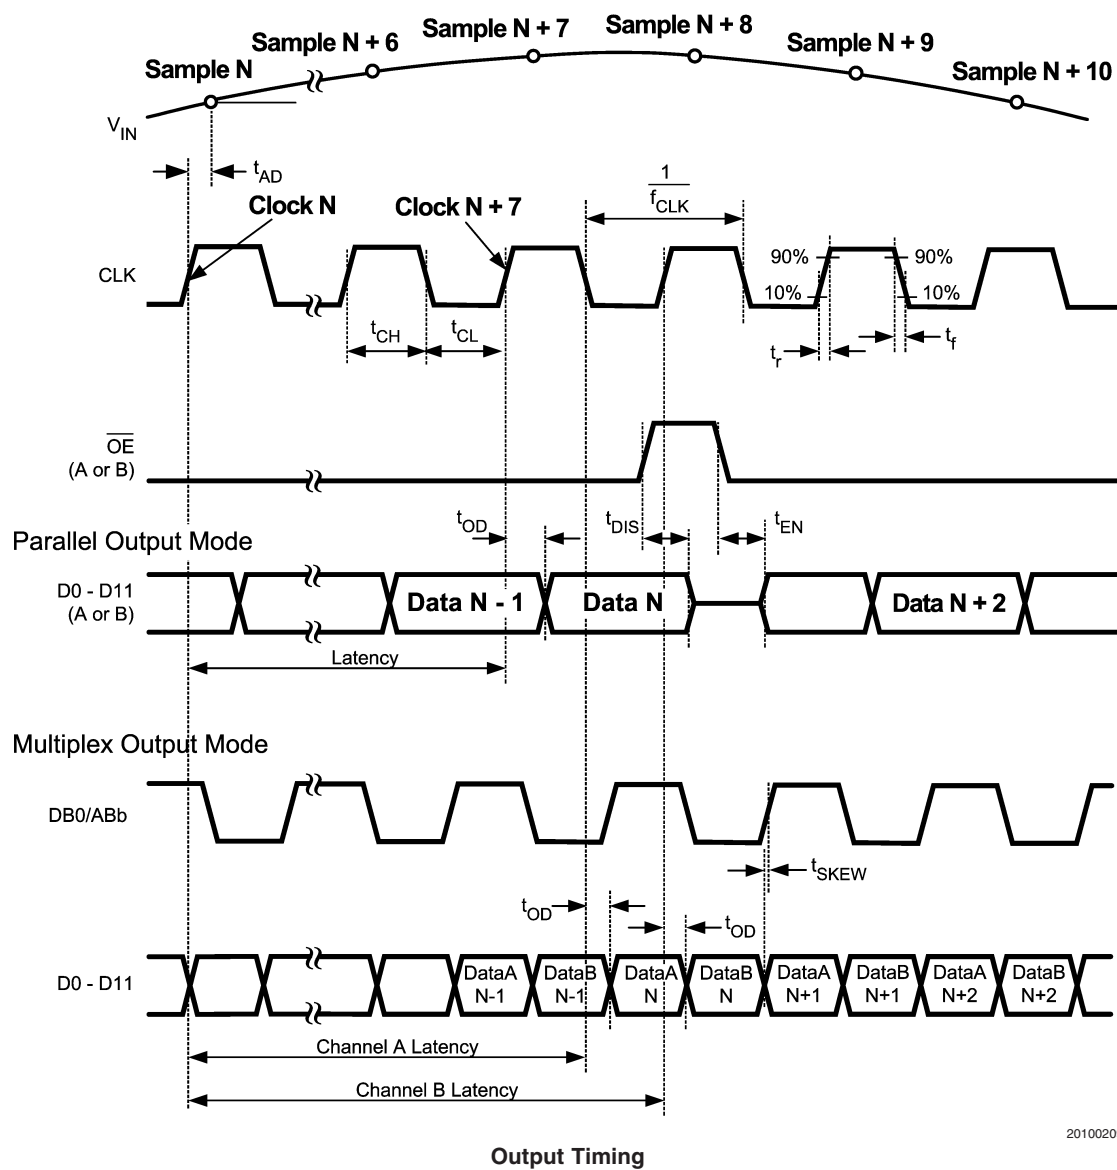 Sample N
Sample N + 6
Sample N + 7
Sample N + 8
Sample N + 9
Sample N + 10
VIN
tAD
Clock N
Clock N + 7
1
fCLK
CLK
90%
90%
10%
10%
tCH
tCL
tr
tf
OE
(A or B)
tOD
tDIS
tEN
Parallel Output Mode
D0 - D11
(A or B)
Data N - 1
Data N
Data N + 2
Latency
Multiplex Output Mode
DB0/ABb
tSKEW
tOD
tOD
D0 - D11
DataA
N-1
DataB
N-1
DataA
N
DataB
N
DataA
N+1
DataB
N+1
DataA
N+2
DataB
N+2
Channel A Latency
Channel B Latency
2010020
Output Timing